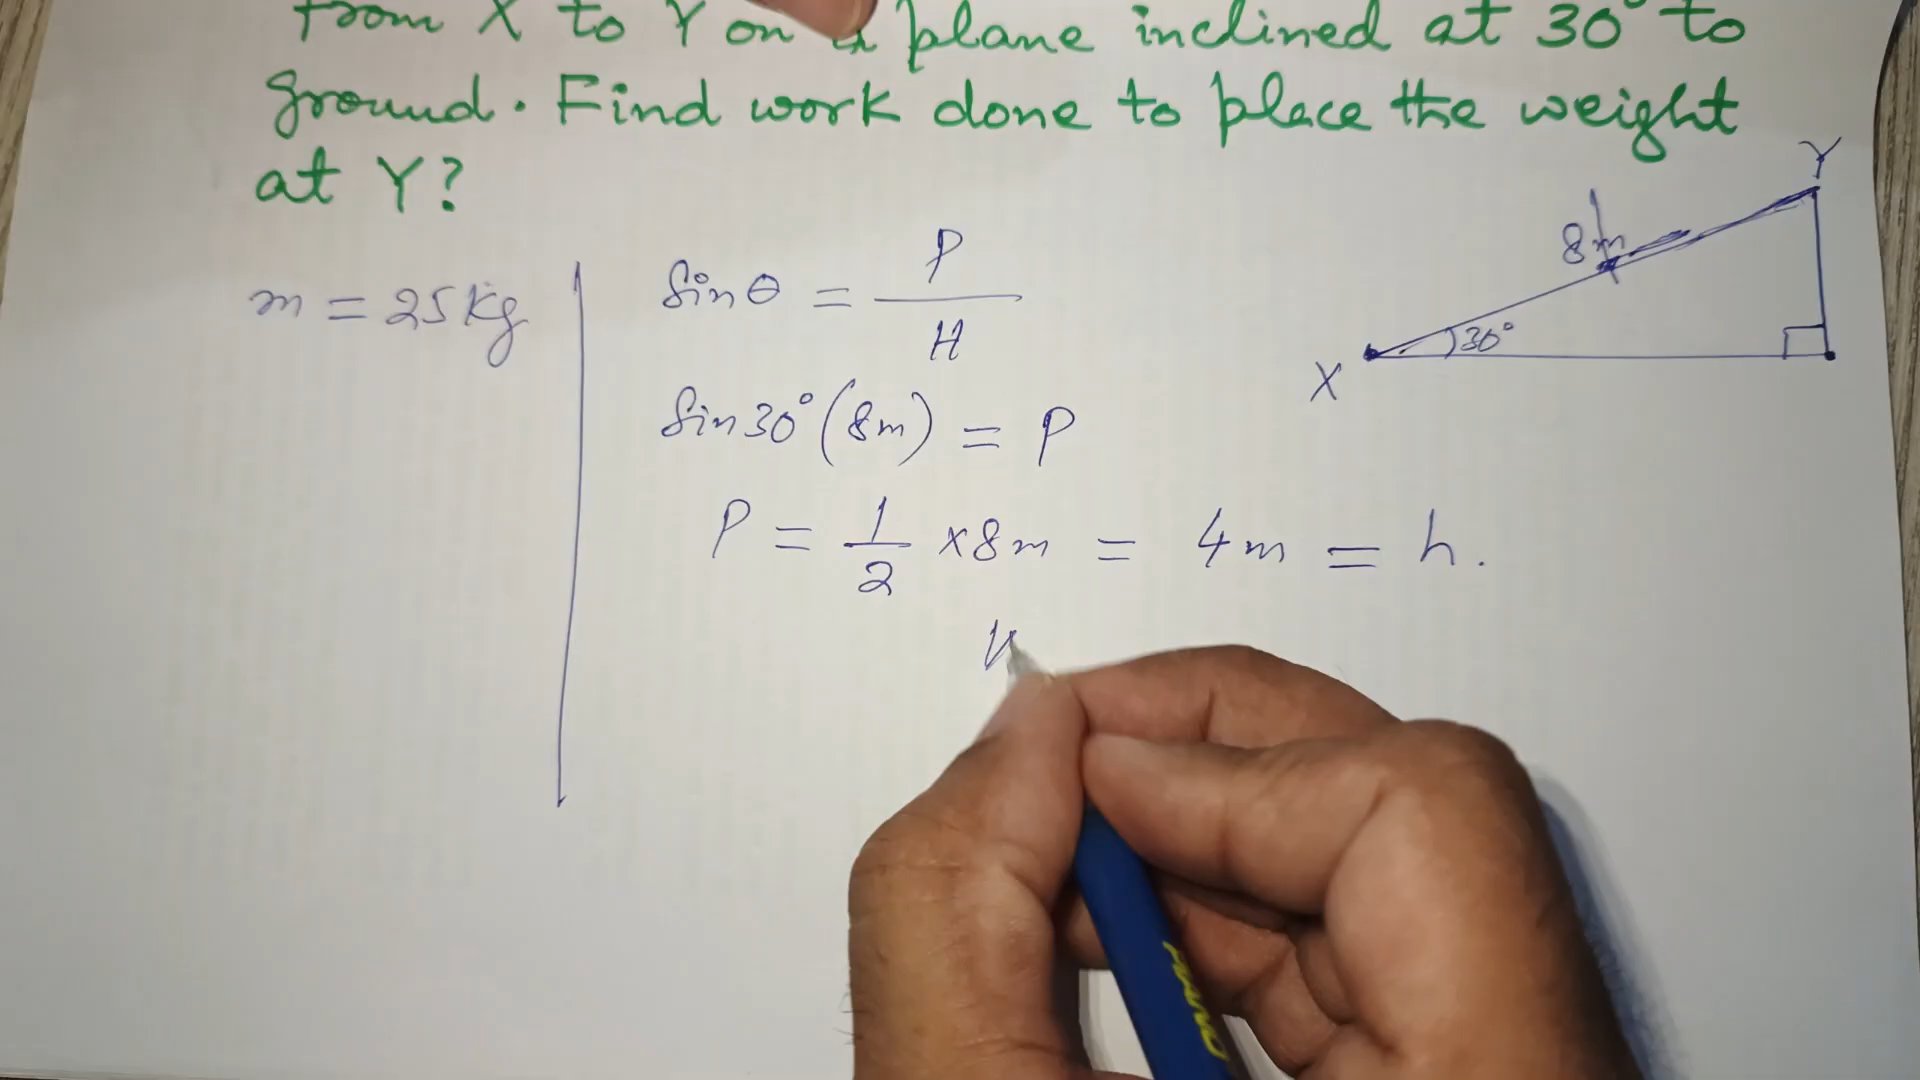 from X to Y on a plane inclined at 30° to
ground. Find work done to place the weight
at Y?
m = 25 kg
Sin θ = P / H
Sin 30° (8m) = P
P = 1/2 × 8m = 4m = h.
Y
8m
30°
X